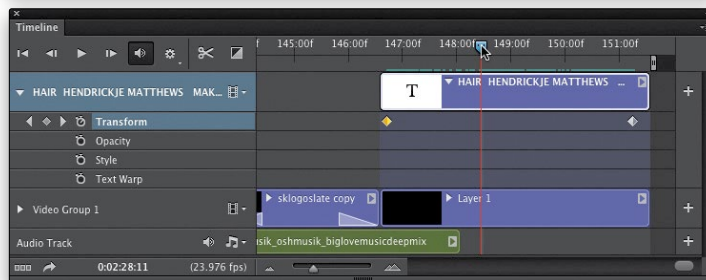 Timeline
f 145:00f 146:00f 147:00f 148:00f 149:00f 150:00f 151:00f
HAIR HENDRICKJE MATTHEWS MAK...
T HAIR HENDRICKJE MATTHEWS ...
Transform
Opacity
Style
Text Warp
Video Group 1
sklogoslate copy
Layer 1
Audio Track
usik_oshmusik_biglovemusicdeepmix
0:02:28:11 (23.976 fps)